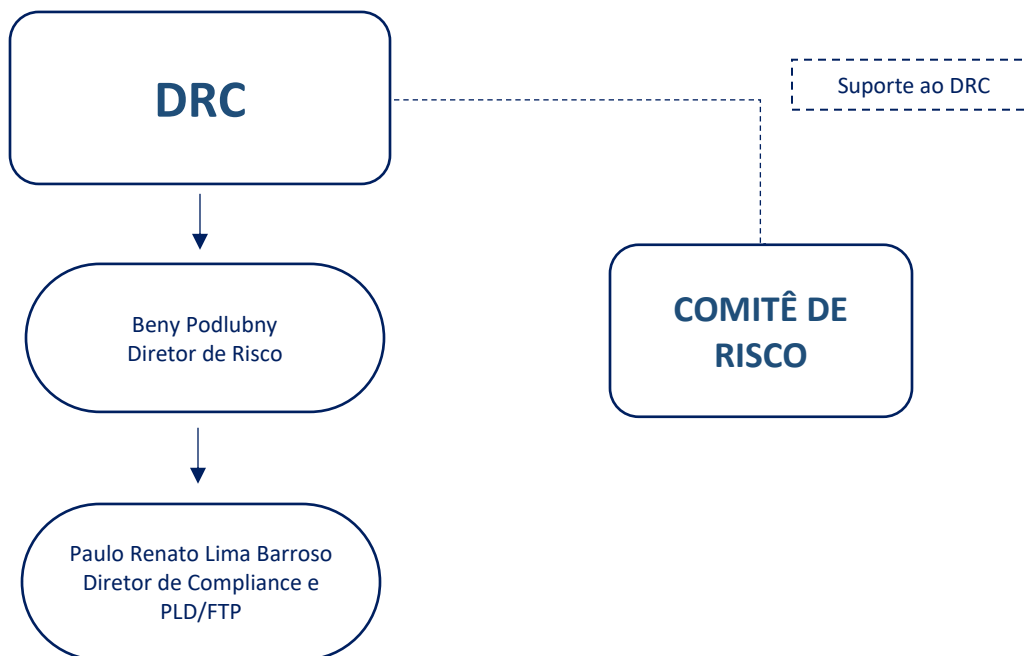 DRC
Suporte ao DRC
Beny Podlubny
Diretor de Risco
COMITÊ DE
RISCO
Paulo Renato Lima Barroso
Diretor de Compliance e
PLD/FTP